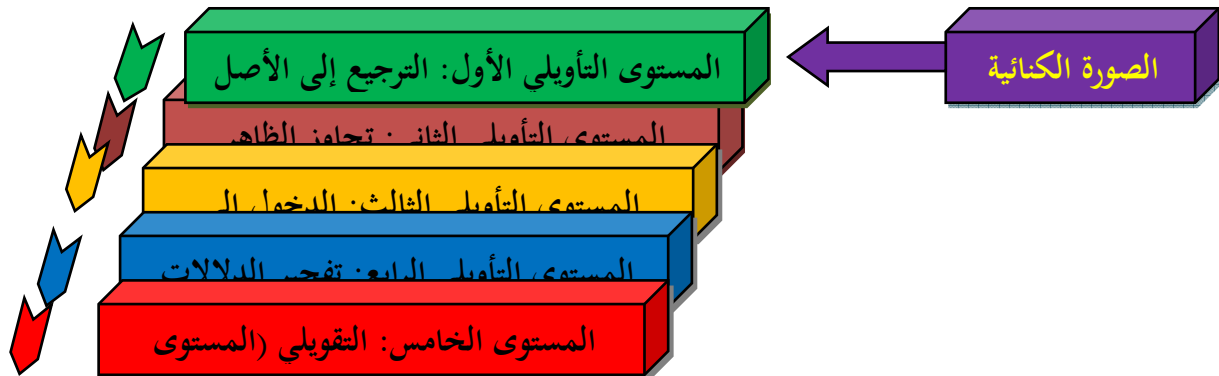 الصورة الكنائية
المستوى التأويلي الأول: الترجيع إلى الأصل
المستوى التأويلي الثاني: تجاوز الظاهر
المستوى التأويلي الثالث: الدخول إلى
المستوى التأويلي الرابع: تفجير الدلالات
المستوى الخامس: التقويلي (المستوى